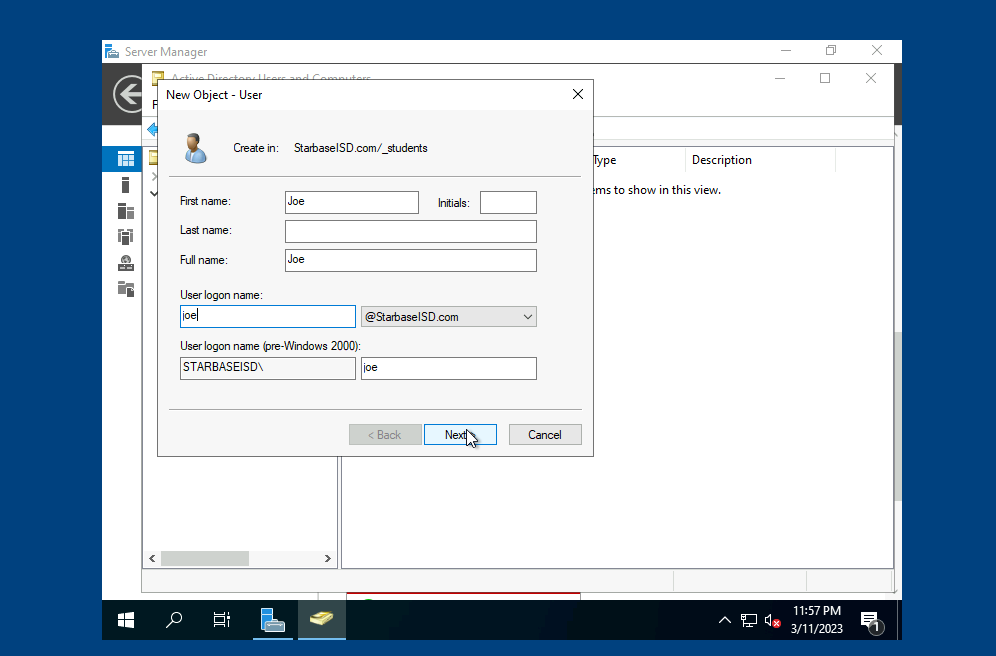 Server Manager
Active Directory Users and Computers
New Object - User
Create in: StarbaseISD.com/_students
Type Description
ems to show in this view.
First name: Joe Initials:
Last name:
Full name: Joe
User logon name:
joe @StarbaseISD.com
User logon name (pre-Windows 2000):
STARBASEISD\ joe
< Back Next Cancel
11:57 PM
3/11/2023
1